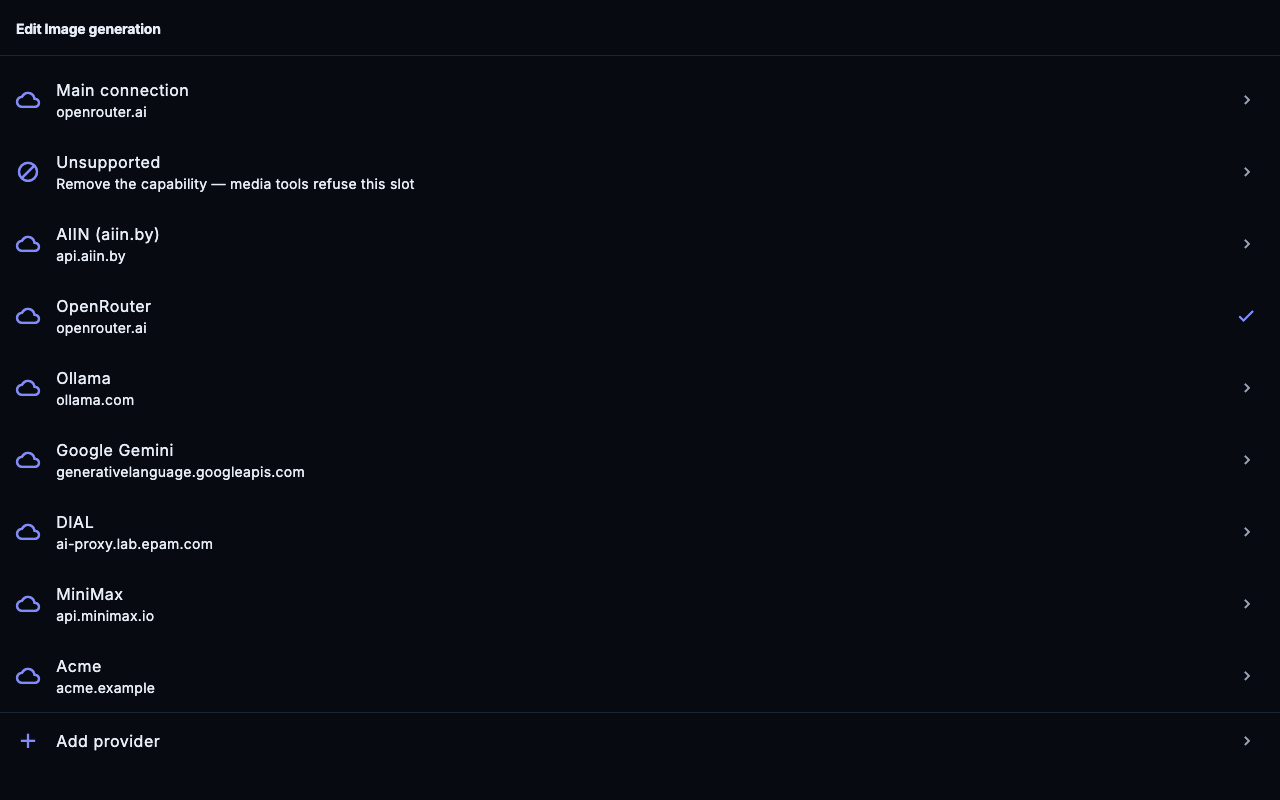 Edit Image generation
Main connection
openrouter.ai
Unsupported
Remove the capability — media tools refuse this slot
AIIN (aiin.by)
api.aiin.by
OpenRouter
openrouter.ai
Ollama
ollama.com
Google Gemini
generativelanguage.googleapis.com
DIAL
ai-proxy.lab.epam.com
MiniMax
api.minimax.io
Acme
acme.example
Add provider